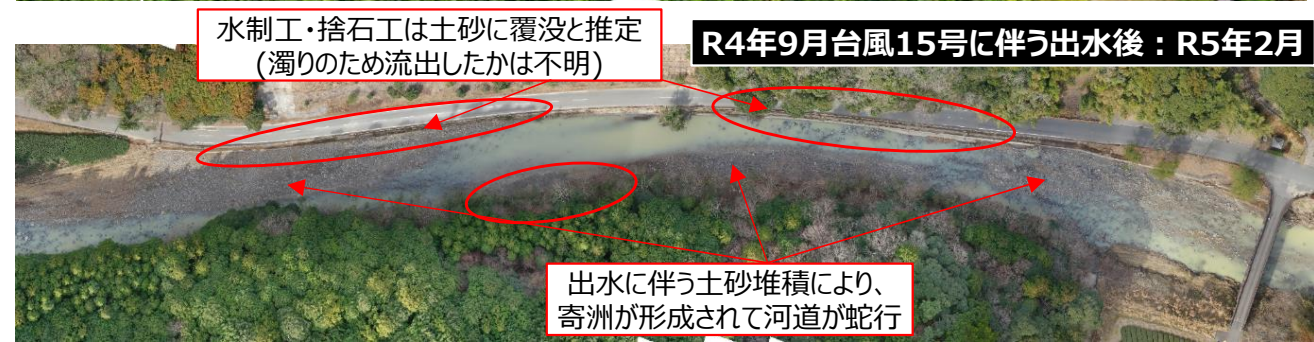 水制工・捨石工は土砂に覆没と推定
(濁りのため流出したかは不明)
R4年9月台風15号に伴う出水後：R5年2月
出水に伴う土砂堆積により、
寄洲が形成されて河道が蛇行